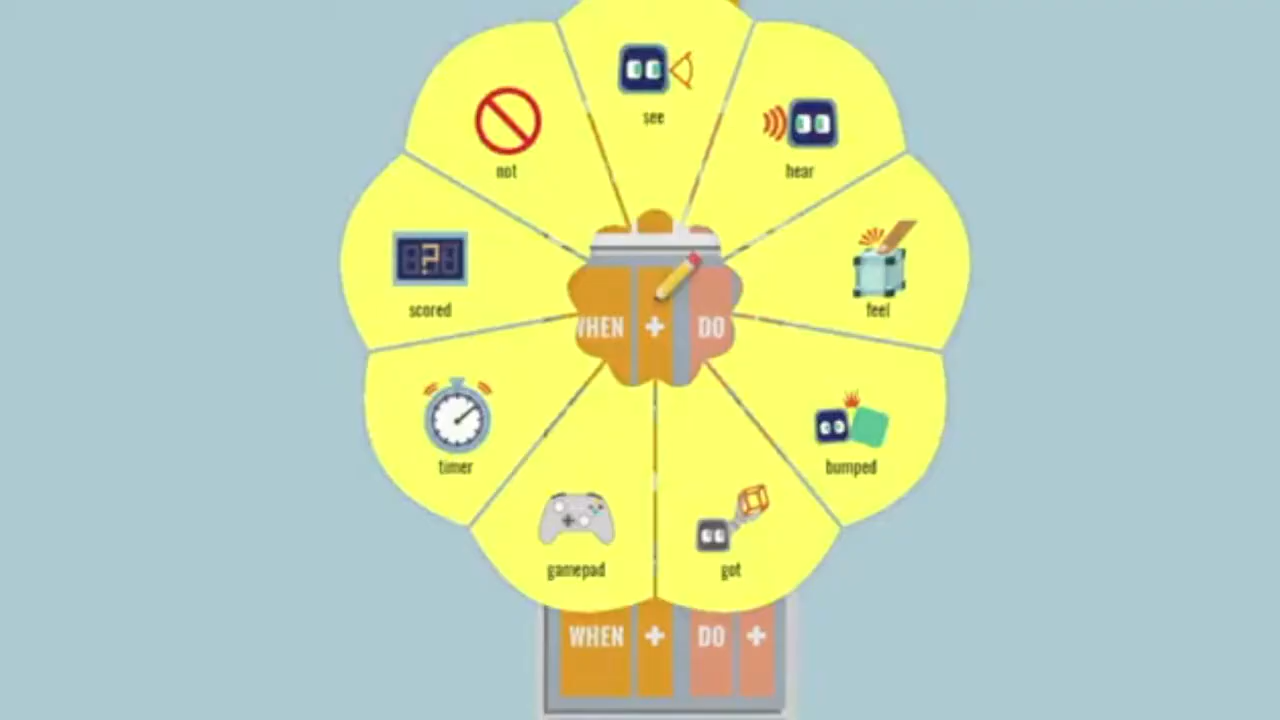 see
not
hear
scored
feel
WHEN + DO
timer
bumped
gamepad
got
WHEN + DO +